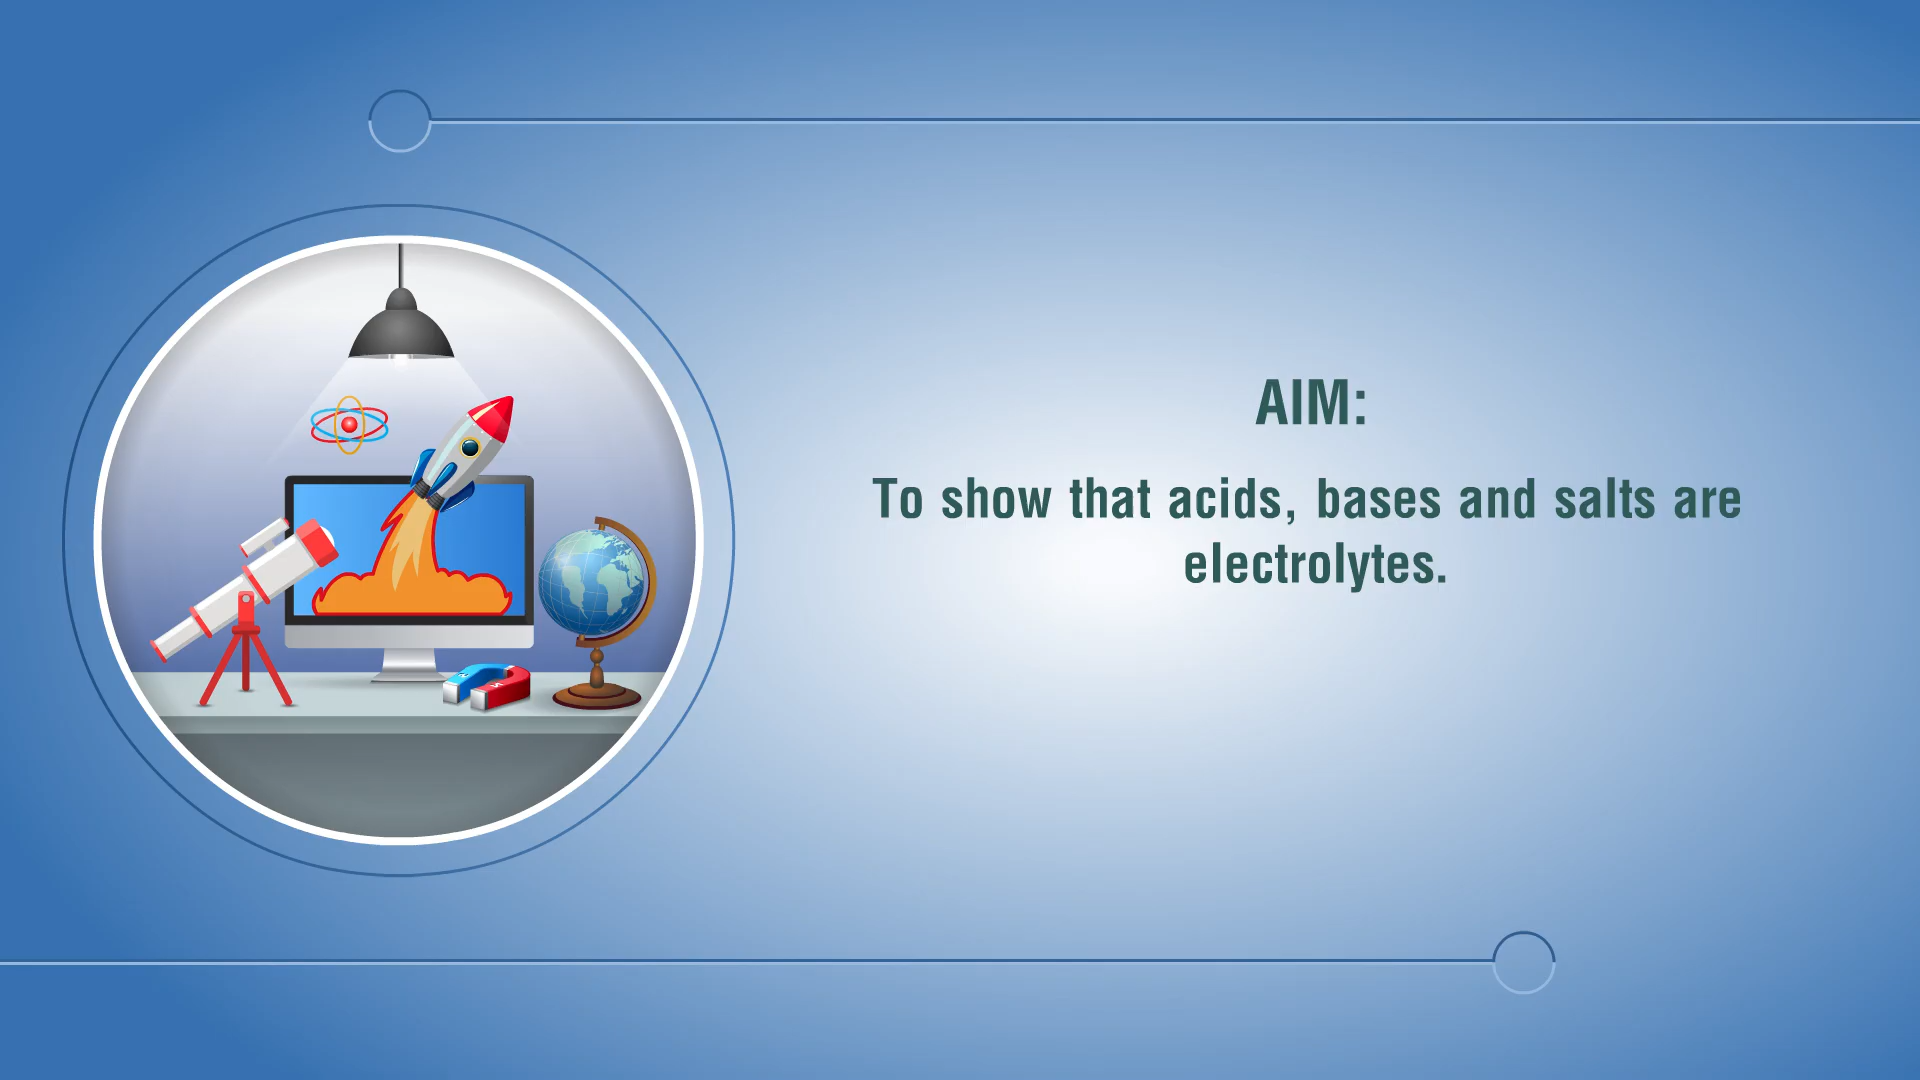 AIM:
To show that acids, bases and salts are
electrolytes.